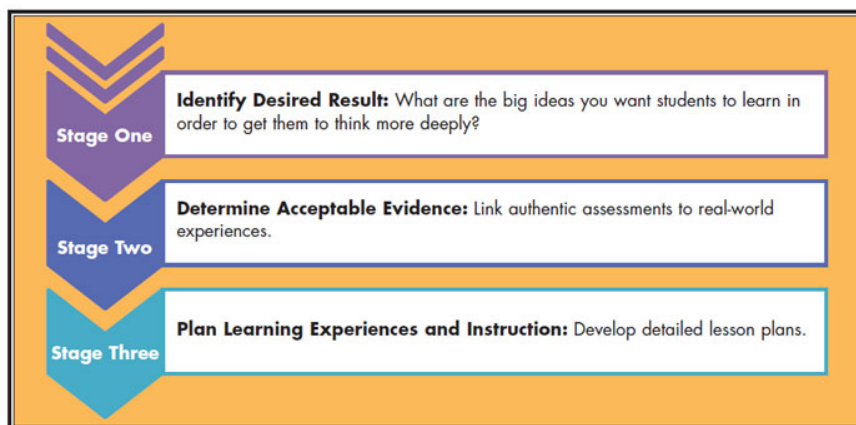 Stage One
Identify Desired Result: What are the big ideas you want students to learn in
order to get them to think more deeply?
Stage Two
Determine Acceptable Evidence: Link authentic assessments to real-world
experiences.
Stage Three
Plan Learning Experiences and Instruction: Develop detailed lesson plans.